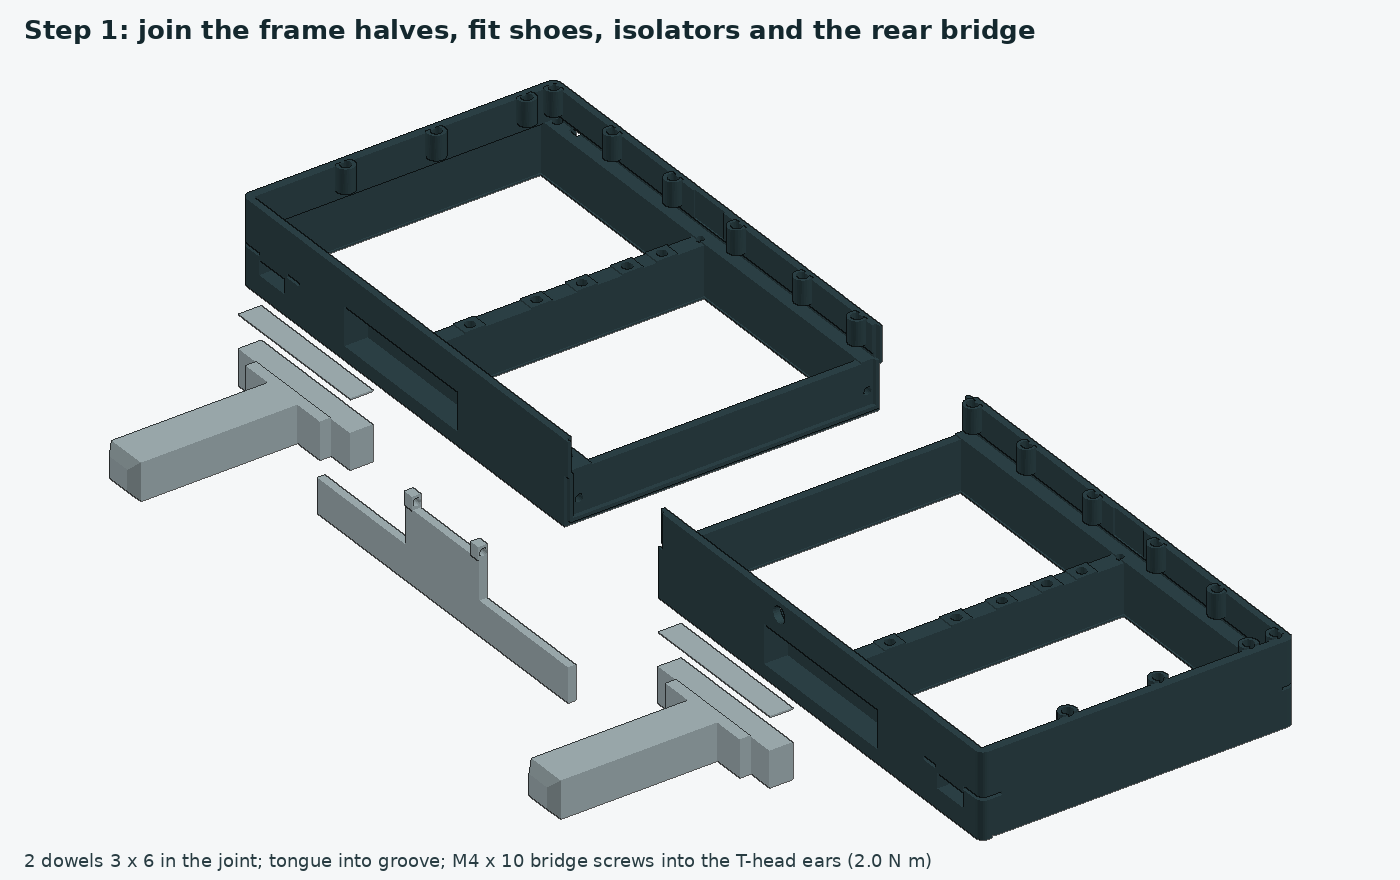 Step 1: join the frame halves, fit shoes, isolators and the rear bridge
2 dowels 3 x 6 in the joint; tongue into groove; M4 x 10 bridge screws into the T-head ears (2.0 N m)